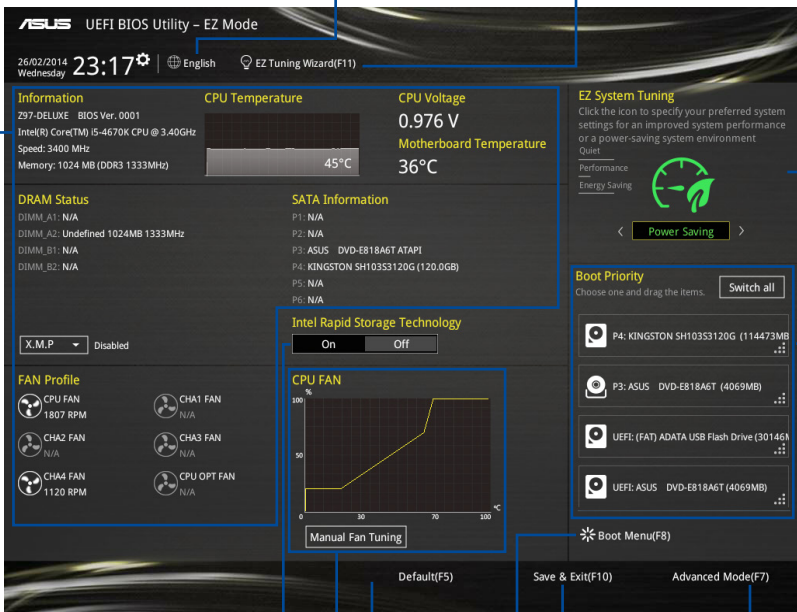 ASUS UEFI BIOS Utility – EZ Mode
26/02/2014
Wednesday
23:17
English
EZ Tuning Wizard(F11)
Information
Z97-DELUXE BIOS Ver. 0001
Intel(R) Core(TM) i5-4670K CPU @ 3.40GHz
Speed: 3400 MHz
Memory: 1024 MB (DDR3 1333MHz)
CPU Temperature
45°C
CPU Voltage
0.976 V
Motherboard Temperature
36°C
EZ System Tuning
Click the icon to specify your preferred system
settings for an improved system performance
or a power-saving system environment
Quiet
Performance
Energy Saving
Power Saving
DRAM Status
DIMM_A1: N/A
DIMM_A2: Undefined 1024MB 1333MHz
DIMM_B1: N/A
DIMM_B2: N/A
X.M.P
Disabled
SATA Information
P1: N/A
P2: N/A
P3: ASUS DVD-E818A6T ATAPI
P4: KINGSTON SH103S3120G (120.0GB)
P5: N/A
P6: N/A
Intel Rapid Storage Technology
On
Off
Boot Priority
Choose one and drag the items.
Switch all
P4: KINGSTON SH103S3120G (114473MB
P3: ASUS DVD-E818A6T (4069MB)
UEFI: (FAT) ADATA USB Flash Drive (30146M
UEFI: ASUS DVD-E818A6T (4069MB)
Boot Menu(F8)
FAN Profile
CPU FAN
1807 RPM
CHA1 FAN
N/A
CHA2 FAN
N/A
CHA3 FAN
N/A
CHA4 FAN
1120 RPM
CPU OPT FAN
N/A
CPU FAN
%
100
50
0 30 70 100
°C
Manual Fan Tuning
Default(F5)
Save & Exit(F10)
Advanced Mode(F7)